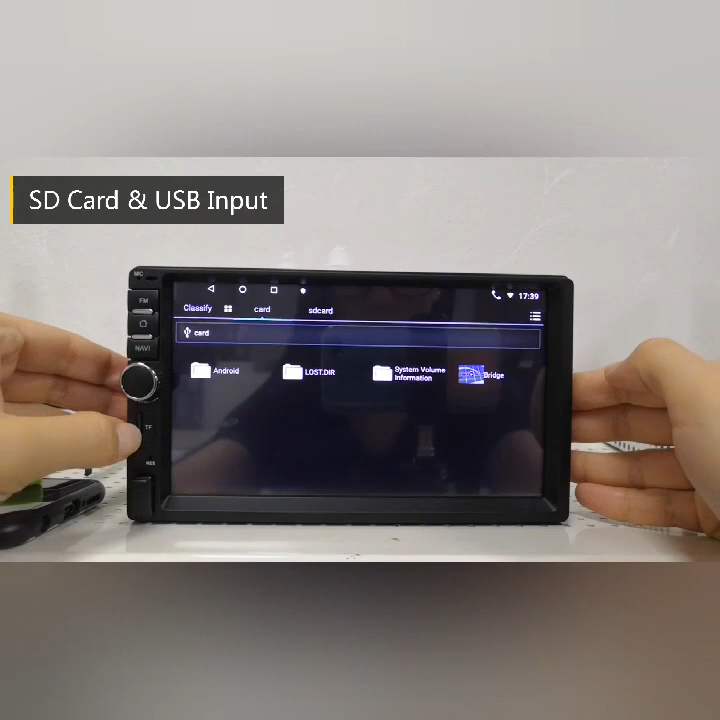 SD Card & USB Input
MIC
FM
NAVI
TF
RES
17:39
Classify
card
sdcard
card
Android
LOST.DIR
System Volume
Information
Bridge